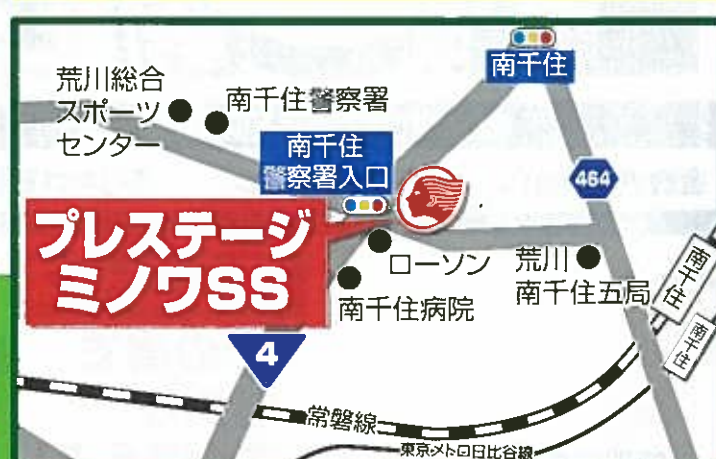 南千住
荒川総合
スポーツ
センター
南千住警察署
南千住
警察署入口
464
プレステージ
ミノワSS
ローソン
南千住病院
荒川
南千住五局
南千住
南千住
4
常磐線
東京メトロ日比谷線